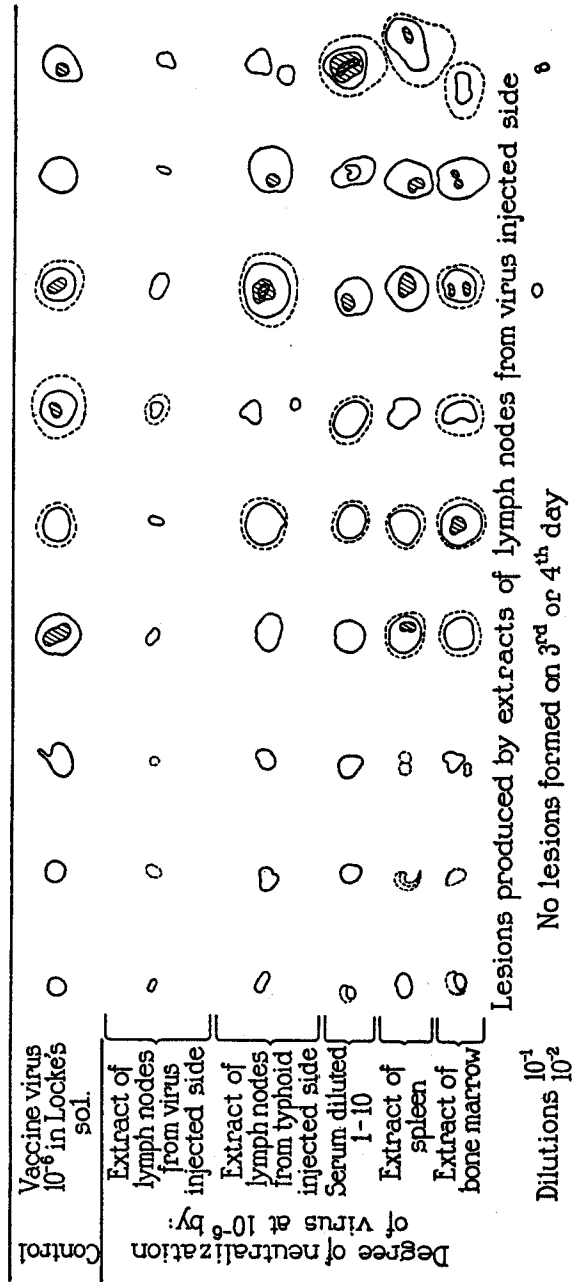 Control
Vaccine virus
10⁻⁶ in Locke's
sol.
Degree of neutralization
of virus at 10⁻⁶ by:
Extract of
lymph nodes
from virus
injected side
Extract of
lymph nodes
from typhoid
injected side
Serum diluted
1-10
Extract of
spleen
Extract of
bone marrow
Lesions produced by extracts of lymph nodes from virus injected side
Dilutions 10⁻¹
10⁻²
No lesions formed on 3rd or 4th day